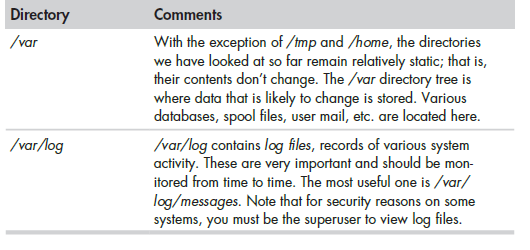 Directory Comments
/var With the exception of /tmp and /home, the directories
we have looked at so far remain relatively static; that is,
their contents don't change. The /var directory tree is
where data that is likely to change is stored. Various
databases, spool files, user mail, etc. are located here.
/var/log /var/log contains log files, records of various system
activity. These are very important and should be mon-
itored from time to time. The most useful one is /var/
log/messages. Note that for security reasons on some
systems, you must be the superuser to view log files.